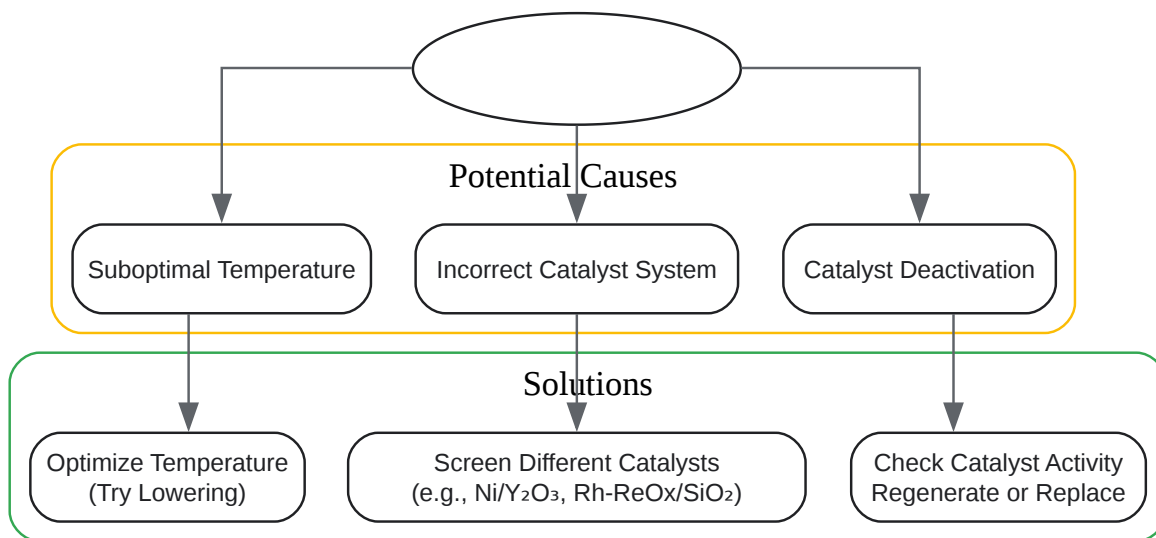 Potential Causes
Suboptimal Temperature
Incorrect Catalyst System
Catalyst Deactivation
Solutions
Optimize Temperature
(Try Lowering)
Screen Different Catalysts
(e.g., Ni/Y₂O₃, Rh-ReOx/SiO₂)
Check Catalyst Activity
Regenerate or Replace